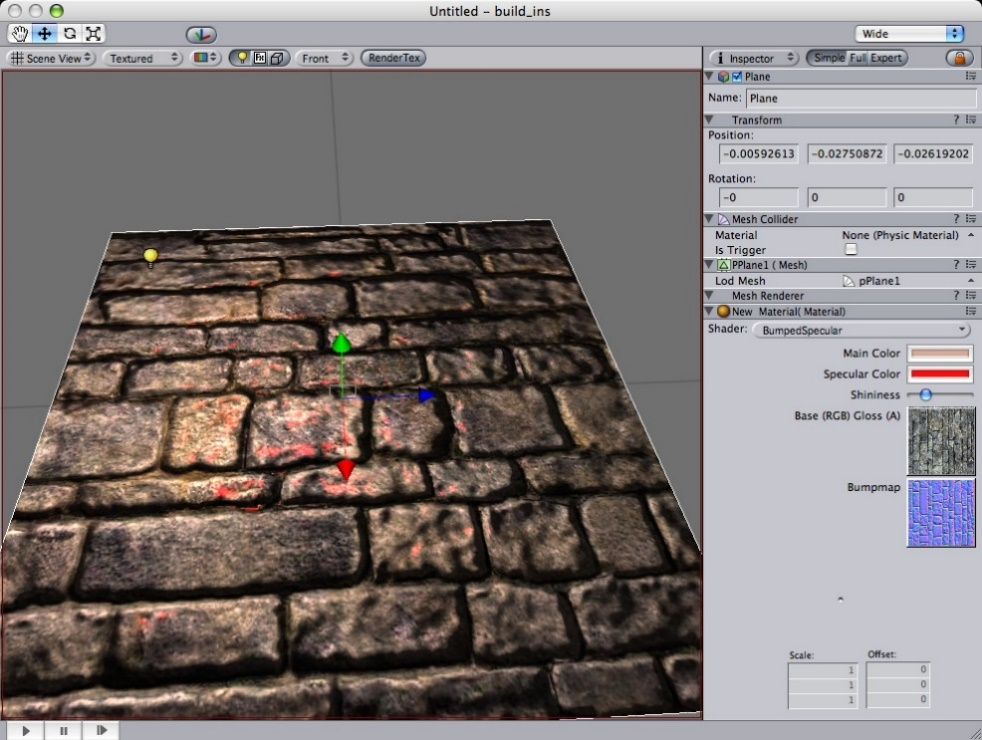 Untitled – build_ins
Wide
Scene View
Textured
Fx
Front
RenderTex
Inspector
Simple Full Expert
Plane
Name: Plane
Transform
Position:
-0.00592613 -0.02750872 -0.02619202
Rotation:
-0 0 0
Mesh Collider
Material None (Physic Material)
Is Trigger
PPlane1 ( Mesh)
Lod Mesh pPlane1
Mesh Renderer
New Material( Material)
Shader: BumpedSpecular
Main Color
Specular Color
Shininess
Base (RGB) Gloss (A)
Bumpmap
Scale: Offset:
1 0
1 0
1 0